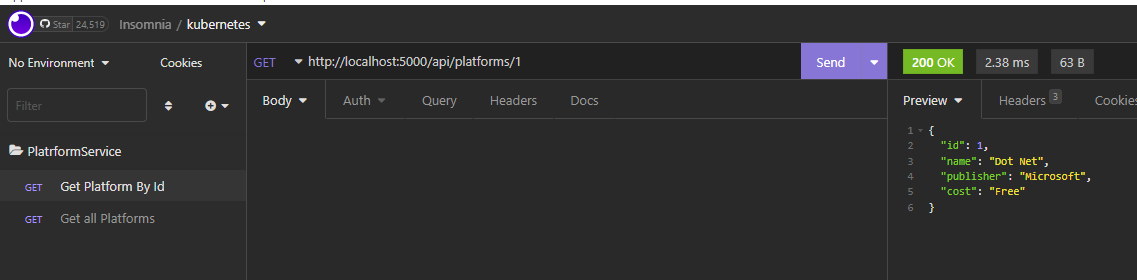 Star 24,519 Insomnia / kubernetes
No Environment Cookies
Filter
PlatrformService
GET Get Platform By Id
GET Get all Platforms
GET http://localhost:5000/api/platforms/1 Send
Body Auth Query Headers Docs
200 OK 2.38 ms 63 B
Preview Headers 3 Cookies
1 {
2 "id": 1,
3 "name": "Dot Net",
4 "publisher": "Microsoft",
5 "cost": "Free"
6 }